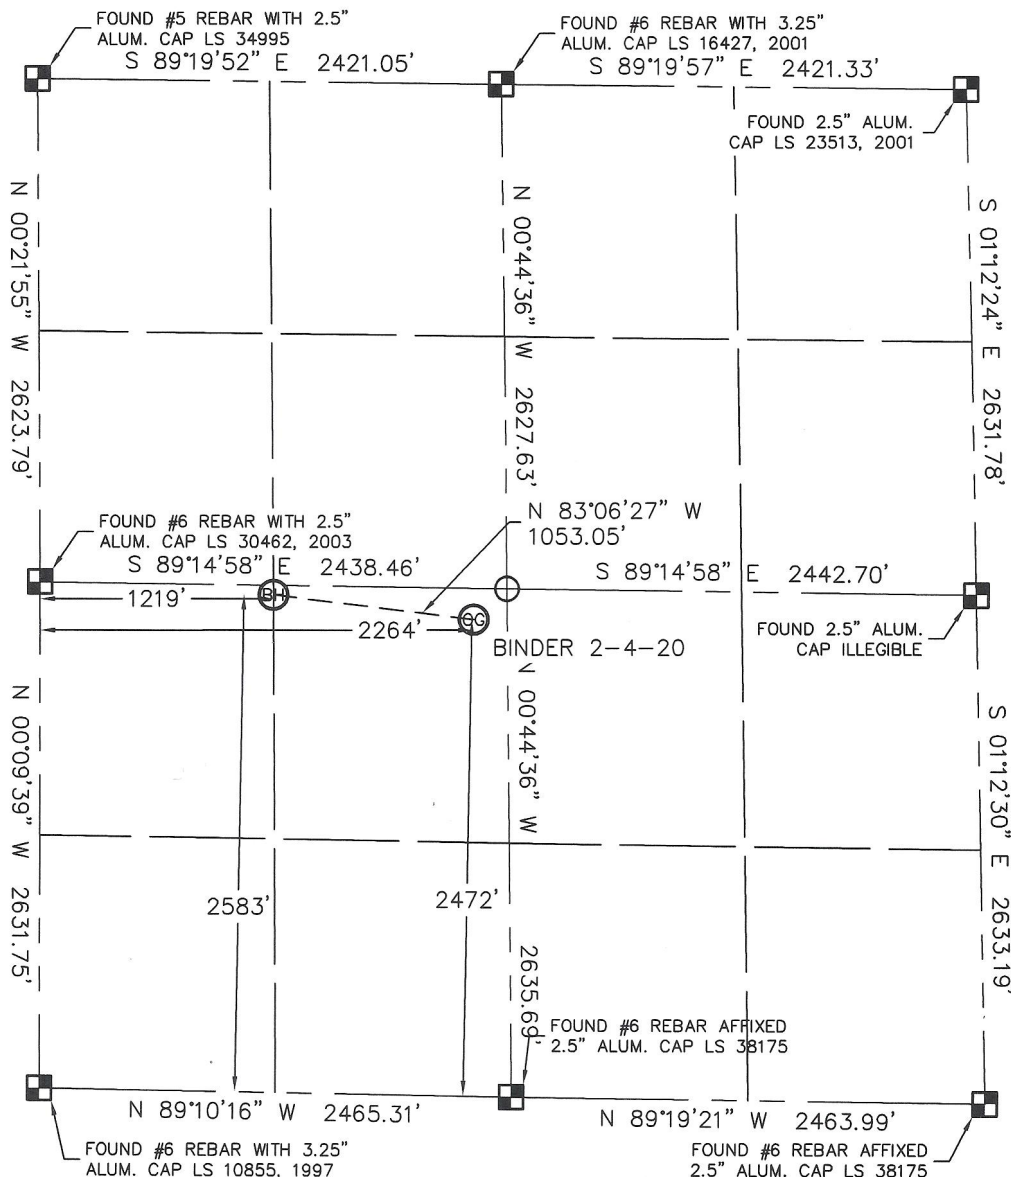 FOUND #5 REBAR WITH 2.5"
ALUM. CAP LS 34995
S 89°19'52" E 2421.05'
FOUND #6 REBAR WITH 3.25"
ALUM. CAP LS 16427, 2001
S 89°19'57" E 2421.33'
FOUND 2.5" ALUM.
CAP LS 23513, 2001
N 00°21'55" W 2623.79'
N 00°44'36" W 2627.63'
S 01°12'24" E 2631.78'
FOUND #6 REBAR WITH 2.5"
ALUM. CAP LS 30462, 2003
S 89°14'58" E 2438.46'
N 83°06'27" W
1053.05'
S 89°14'58" E 2442.70'
BH
1219'
OG
2264'
BINDER 2-4-20
FOUND 2.5" ALUM.
CAP ILLEGIBLE
N 00°09'39" W 2631.75'
N 00°44'36" W 2635.69'
S 01°12'30" E 2633.19'
2583'
2472'
FOUND #6 REBAR AFFIXED
2.5" ALUM. CAP LS 38175
N 89°10'16" W 2465.31'
N 89°19'21" W 2463.99'
FOUND #6 REBAR WITH 3.25"
ALUM. CAP LS 10855, 1997
FOUND #6 REBAR AFFIXED
2.5" ALUM. CAP LS 38175